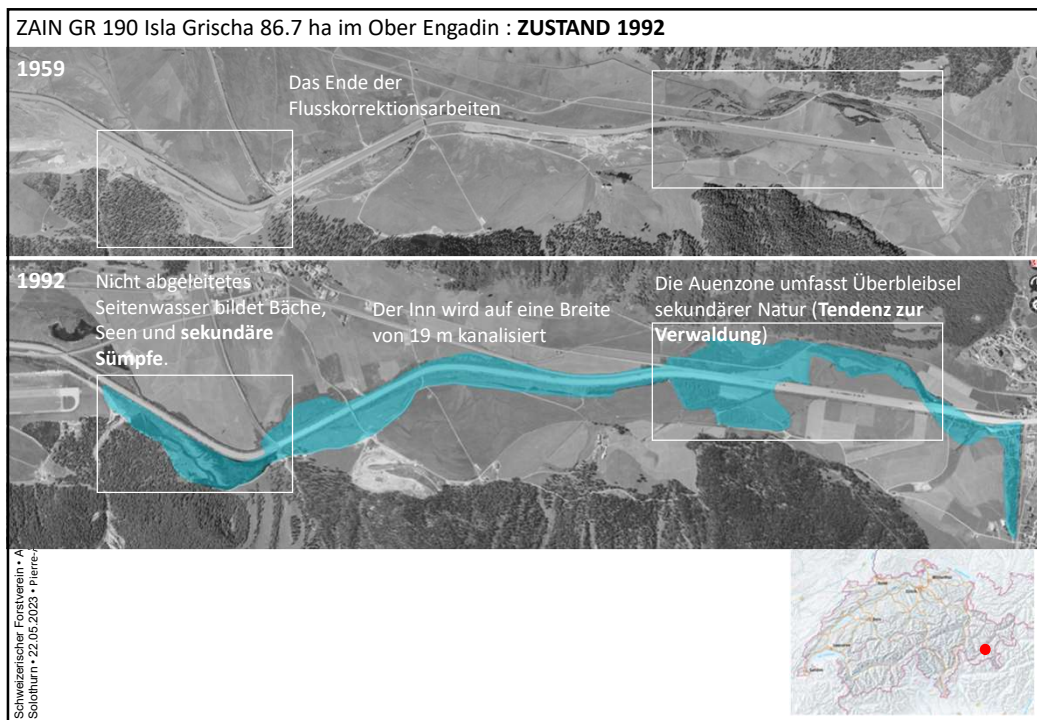 ZAIN GR 190 Isla Grischa 86.7 ha im Ober Engadin : ZUSTAND 1992
1959
Das Ende der
Flusskorrektionsarbeiten
1992
Nicht abgeleitetes
Seitenwasser bildet Bäche,
Seen und sekundäre
Sümpfe.
Der Inn wird auf eine Breite
von 19 m kanalisiert
Die Auenzone umfasst Überbleibsel
sekundärer Natur (Tendenz zur
Verwaldung)
Schweizerischer Forstverein • A
Solothurn • 22.05.2023 • Pierre-